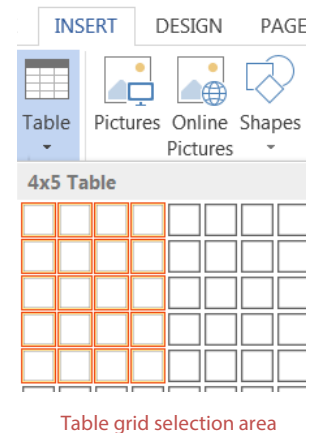 INSERT DESIGN PAGE
Table Pictures Online Shapes
Pictures
4x5 Table
Table grid selection area